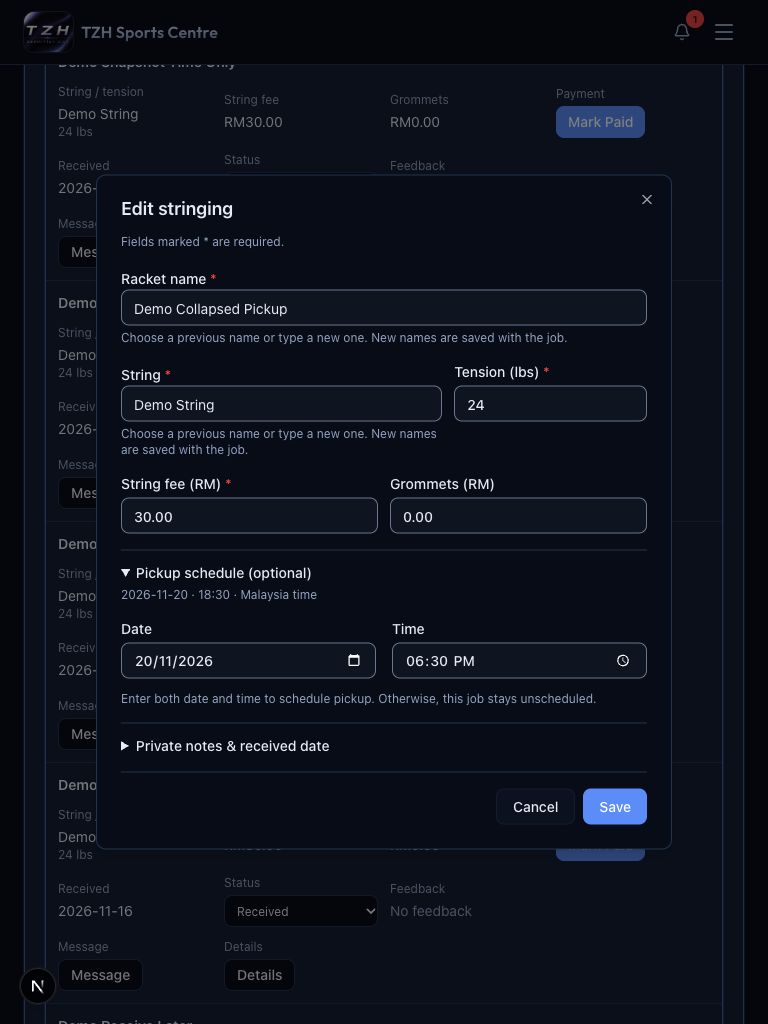 TZH
TZH Sports Centre
1
Demo Snapshot Time Only
String / tension
String fee
Grommets
Payment
Demo String
RM30.00
RM0.00
Mark Paid
24 lbs
Received
Status
Feedback
2026-
Messa
Mes
Demo
String
Demo
24 lbs
Receiv
2026-
Messa
Mes
Demo
String
Demo
24 lbs
Receiv
2026-
Messa
Mes
Demo
String
Demo
24 lbs
Edit stringing
Fields marked * are required.
Racket name *
Demo Collapsed Pickup
Choose a previous name or type a new one. New names are saved with the job.
String *
Tension (lbs) *
Demo String
24
Choose a previous name or type a new one. New names
are saved with the job.
String fee (RM) *
Grommets (RM)
30.00
0.00
Pickup schedule (optional)
2026-11-20 · 18:30 · Malaysia time
Date
Time
20/11/2026
06:30 PM
Enter both date and time to schedule pickup. Otherwise, this job stays unscheduled.
Private notes & received date
Cancel
Save
Received
Status
Feedback
2026-11-16
Received
No feedback
Message
Details
Message
Details
N
Demo Receive Later